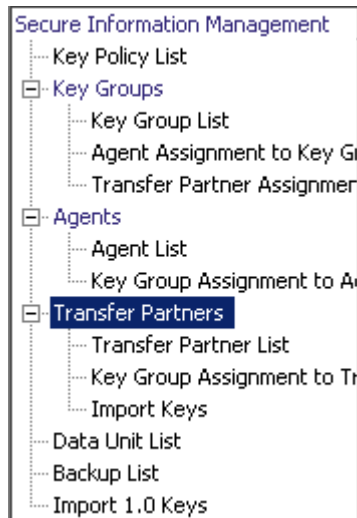 Secure Information Management
Key Policy List
Key Groups
Key Group List
Agent Assignment to Key G
Transfer Partner Assignmer
Agents
Agent List
Key Group Assignment to A
Transfer Partners
Transfer Partner List
Key Group Assignment to Tr
Import Keys
Data Unit List
Backup List
Import 1.0 Keys